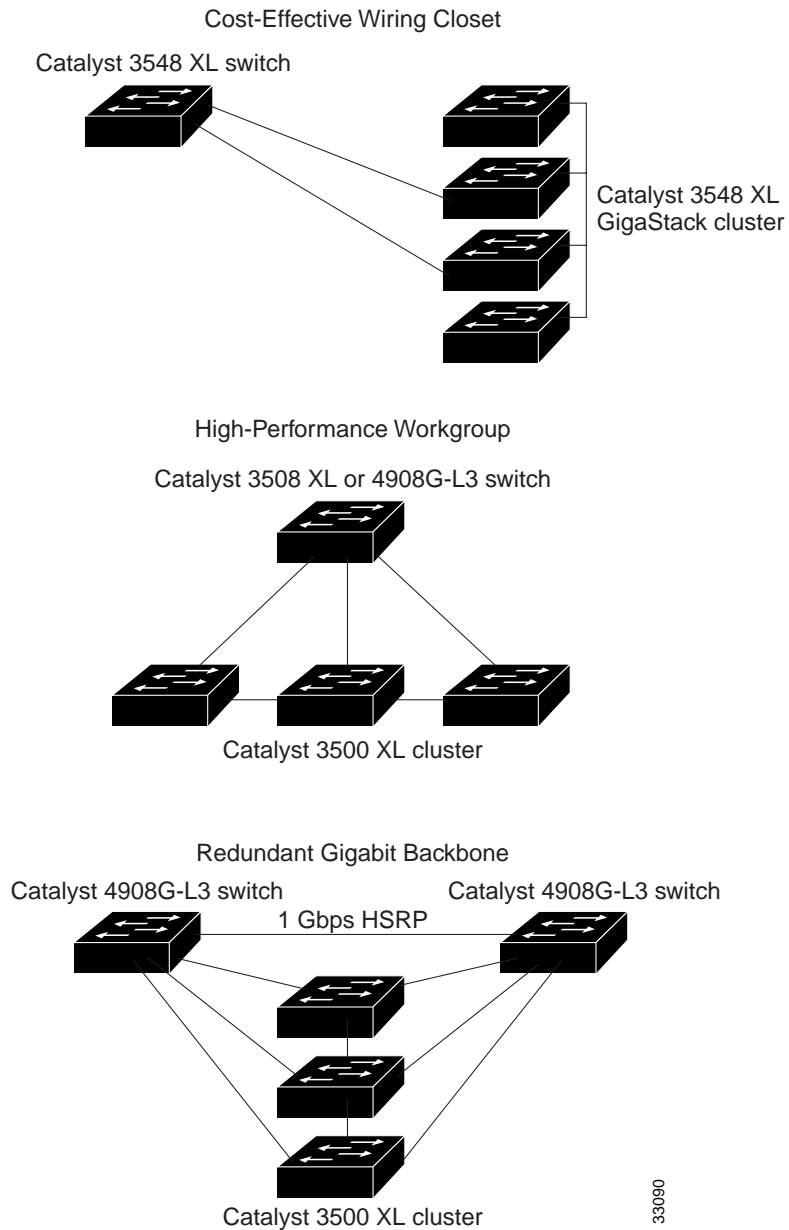 Cost-Effective Wiring Closet
Catalyst 3548 XL switch
Catalyst 3548 XL
GigaStack cluster
High-Performance Workgroup
Catalyst 3508 XL or 4908G-L3 switch
Catalyst 3500 XL cluster
Redundant Gigabit Backbone
Catalyst 4908G-L3 switch
Catalyst 4908G-L3 switch
1 Gbps HSRP
Catalyst 3500 XL cluster
33090